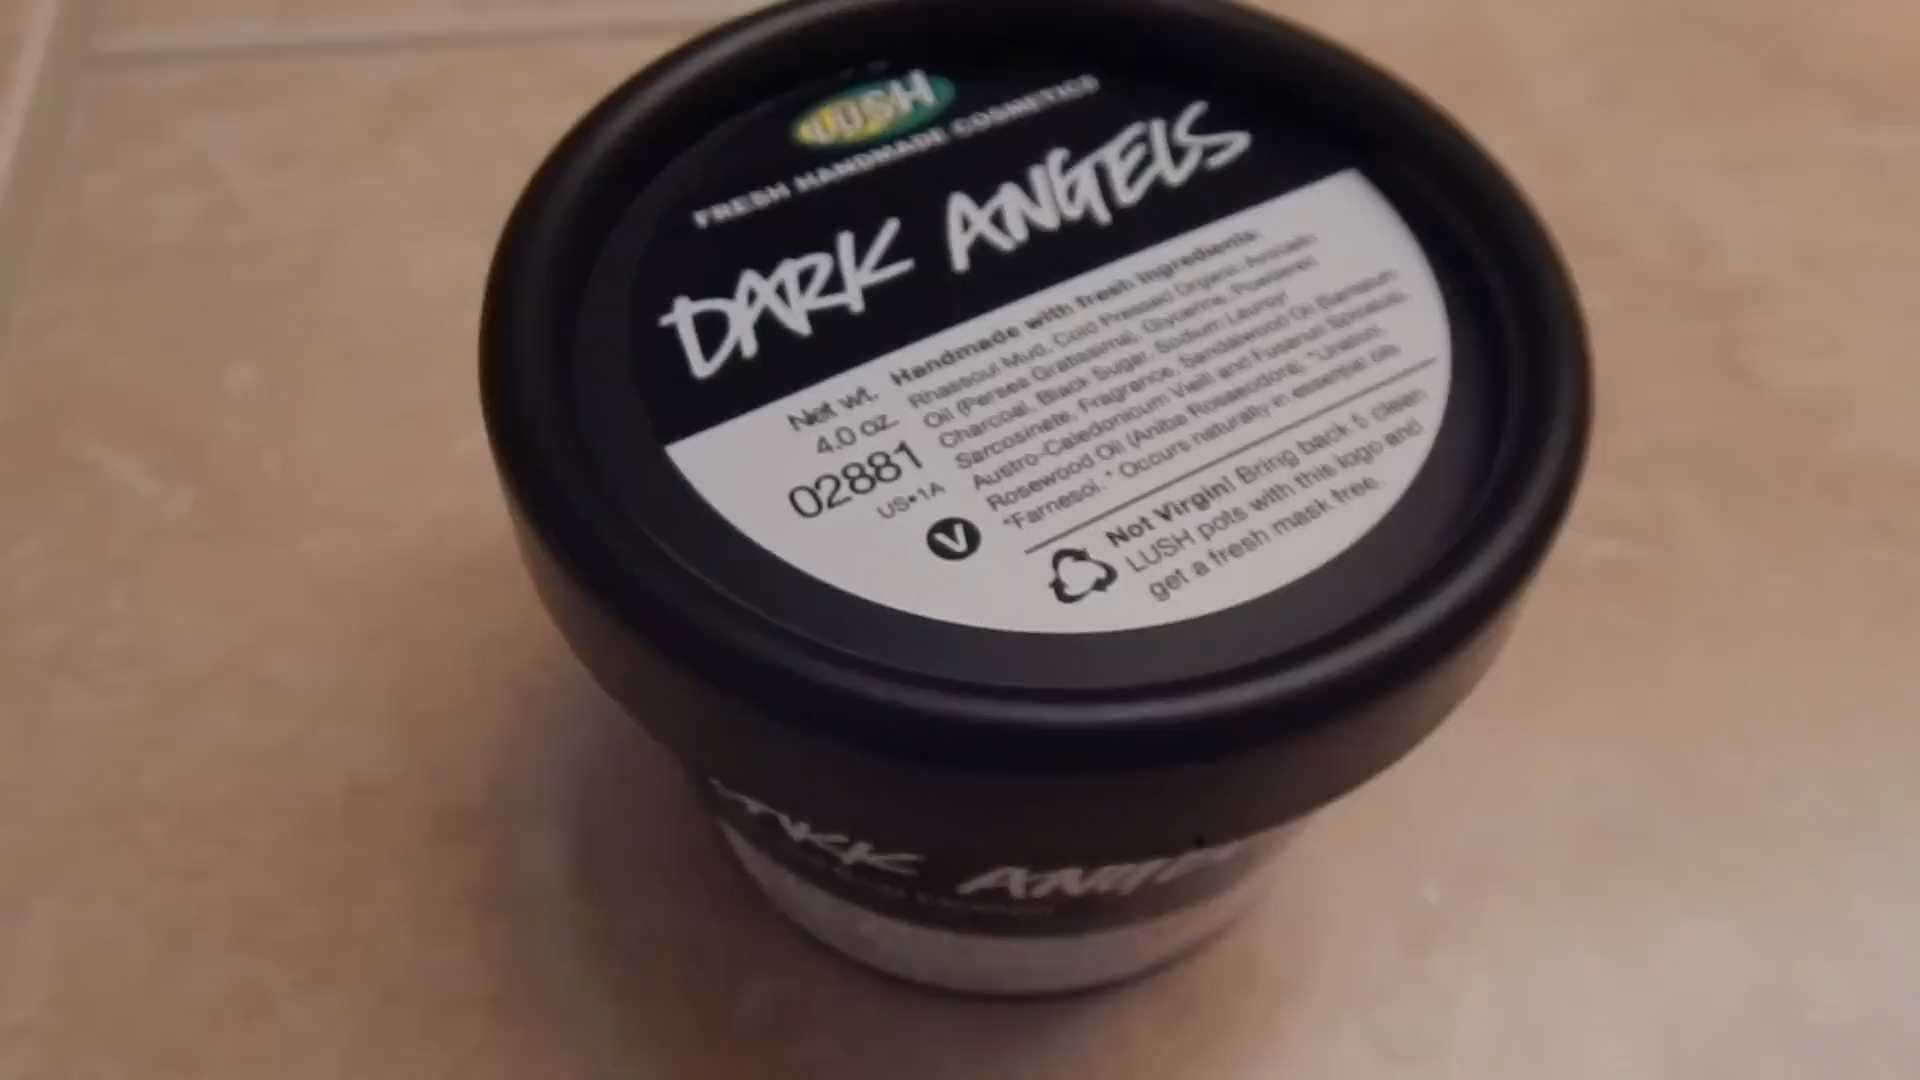 LUSH
FRESH HANDMADE COSMETICS
DARK ANGELS
Net wt.
4.0 oz.
02881
US•1A
V
Handmade with fresh ingredients:
Rhassoul Mud, Cold Pressed Organic Avocado
Oil (Persea Gratissima), Glycerine, Powdered
Charcoal, Black Sugar, Sodium Lauroyl
Sarcosinate, Fragrance, Sandalwood Oil
Austro-Caledonicum Vieill and Fusanus Spicatus,
Rosewood Oil (Aniba Rosaeodora), *Linalool,
*Farnesol. * Occurs naturally in essential oils.
Not Virgin! Bring back 5 clean
LUSH pots with this logo and
get a fresh mask free.
DARK ANGELS